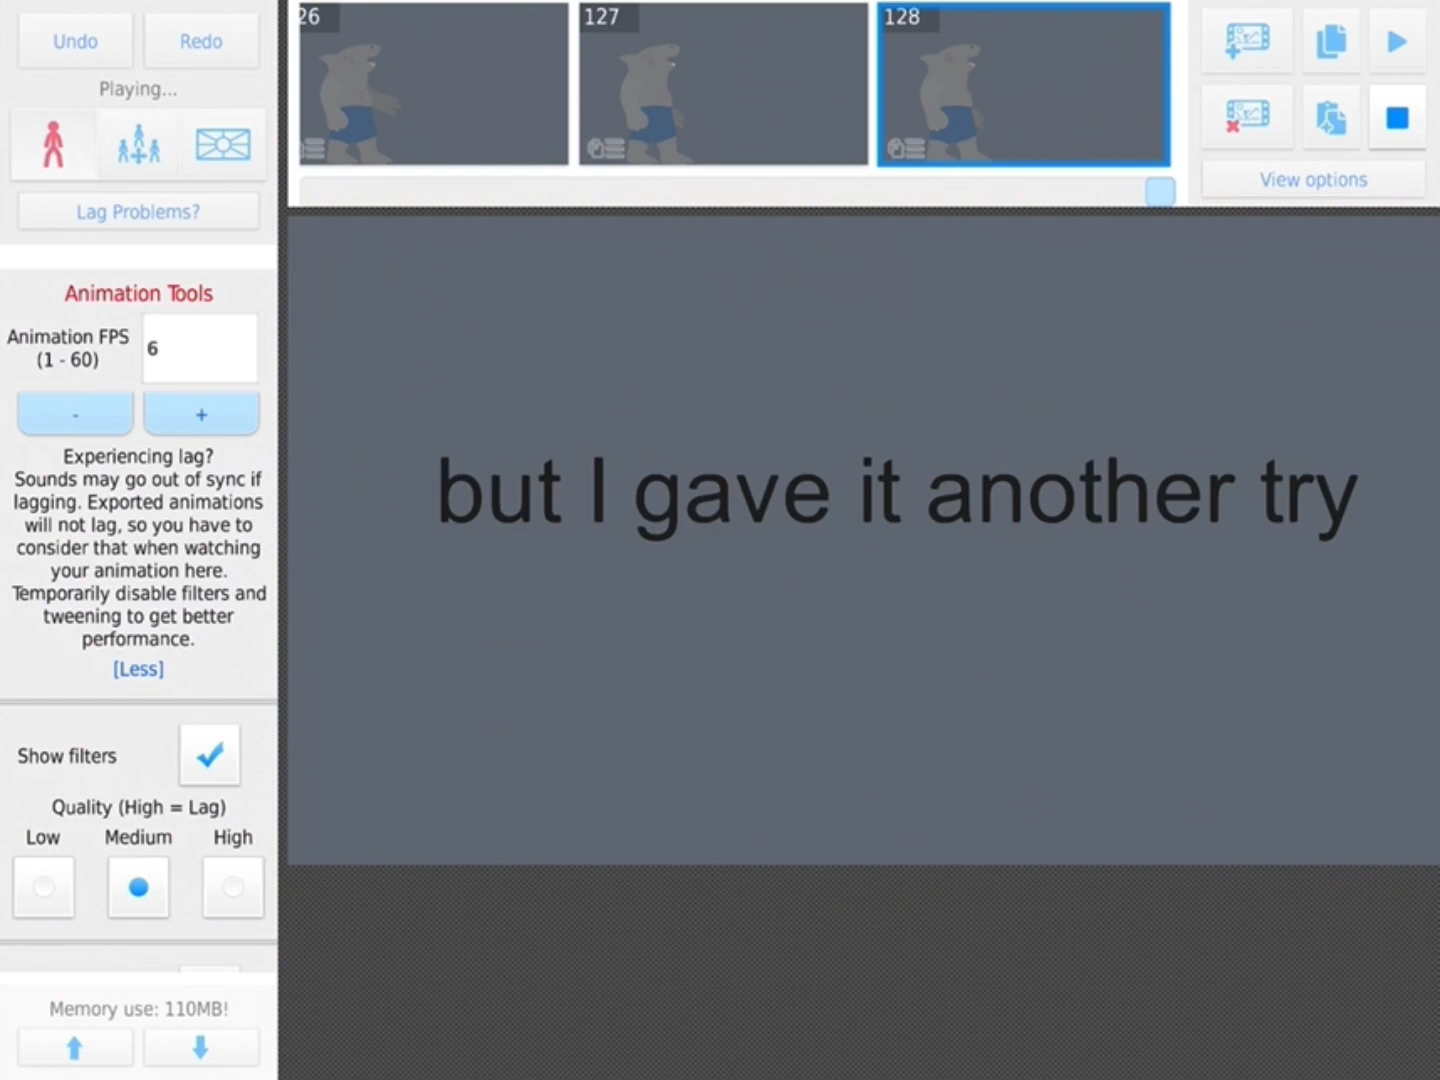 Undo
Redo
Playing...
Lag Problems?
Animation Tools
Animation FPS
(1 - 60)
6
-
+
Experiencing lag?
Sounds may go out of sync if
lagging. Exported animations
will not lag, so you have to
consider that when watching
your animation here.
Temporarily disable filters and
tweening to get better
performance.
[Less]
Show filters
Quality (High = Lag)
Low
Medium
High
Memory use: 110MB!
26
127
128
View options
but I gave it another try